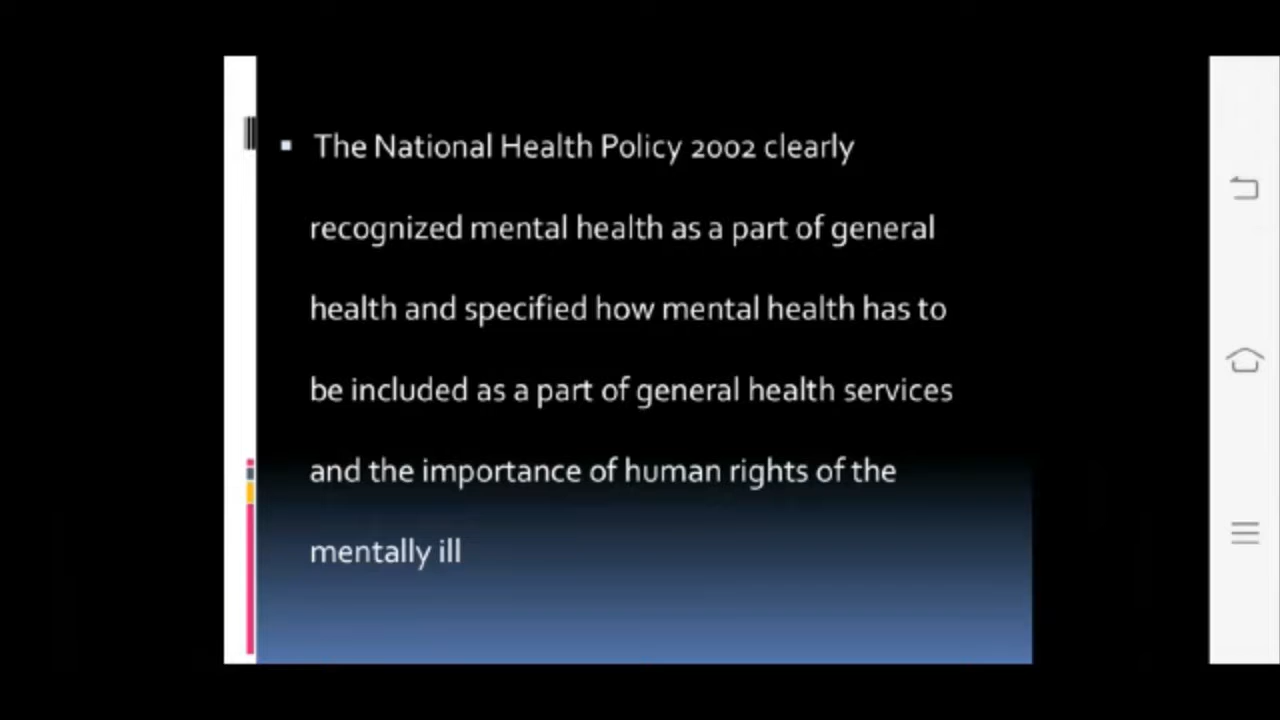 ▪ The National Health Policy 2002 clearly
recognized mental health as a part of general
health and specified how mental health has to
be included as a part of general health services
and the importance of human rights of the
mentally ill